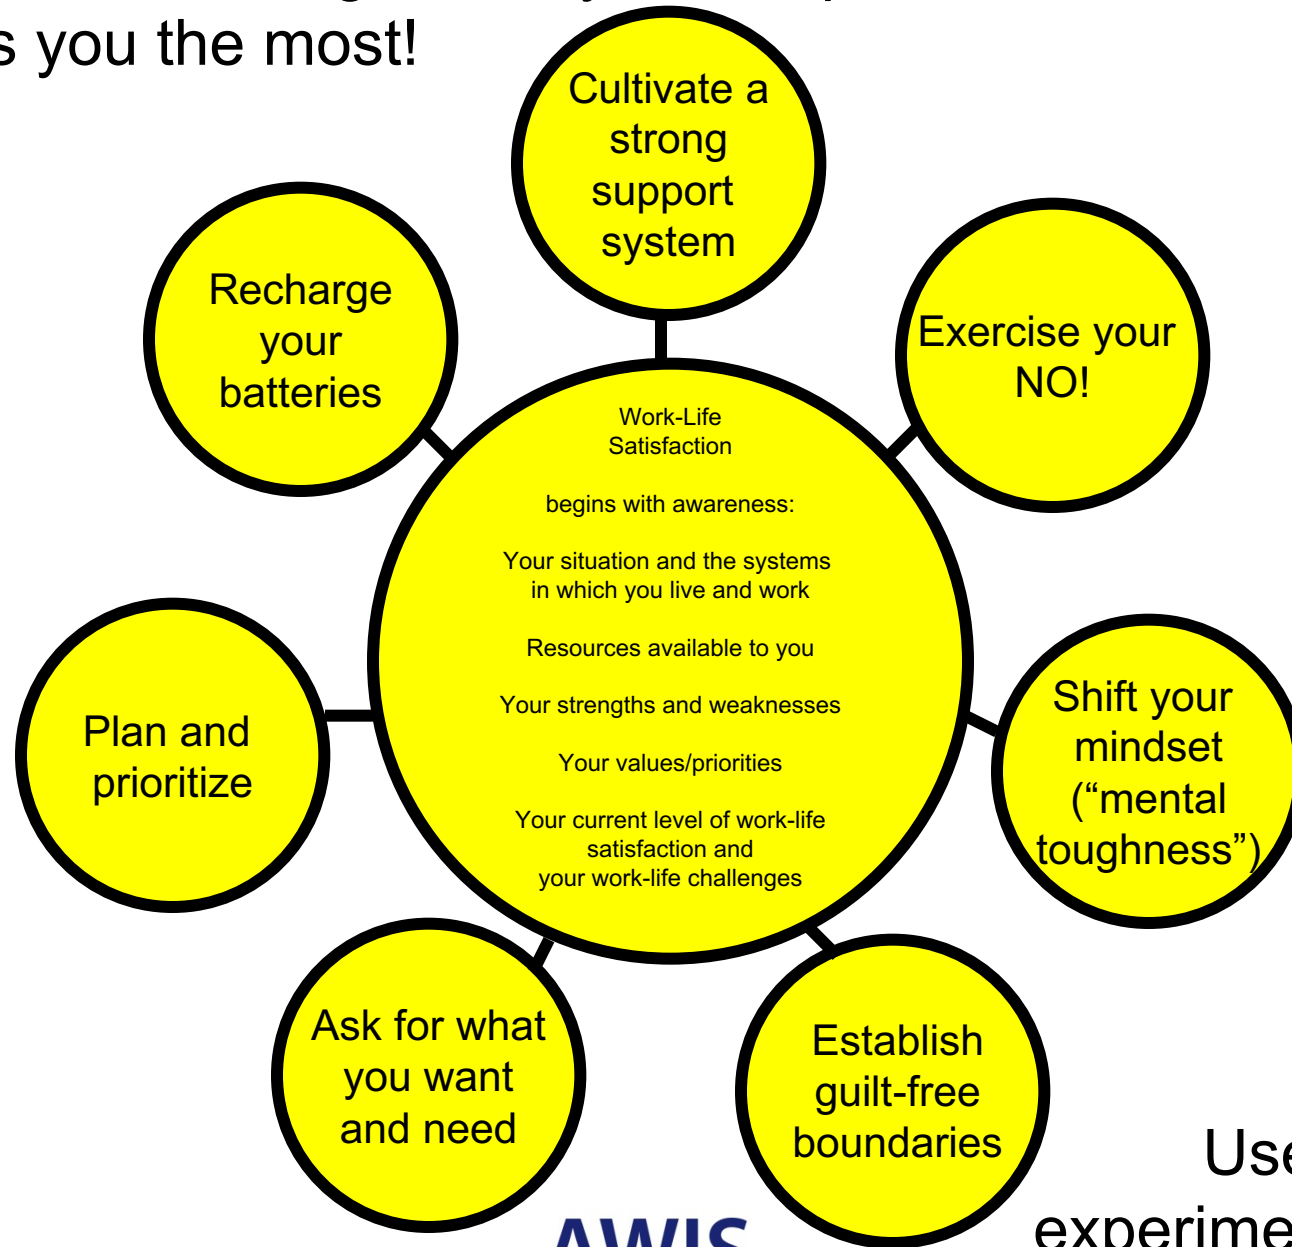 s you the most!
Cultivate a
strong
support
system
Recharge
your
batteries
Exercise your
NO!
Work-Life
Satisfaction
begins with awareness:
Your situation and the systems
in which you live and work
Resources available to you
Your strengths and weaknesses
Your values/priorities
Your current level of work-life
satisfaction and
your work-life challenges
Shift your
mindset
(“mental
toughness”)
Plan and
prioritize
Ask for what
you want
and need
Establish
guilt-free
boundaries
Use
experime
AWIS